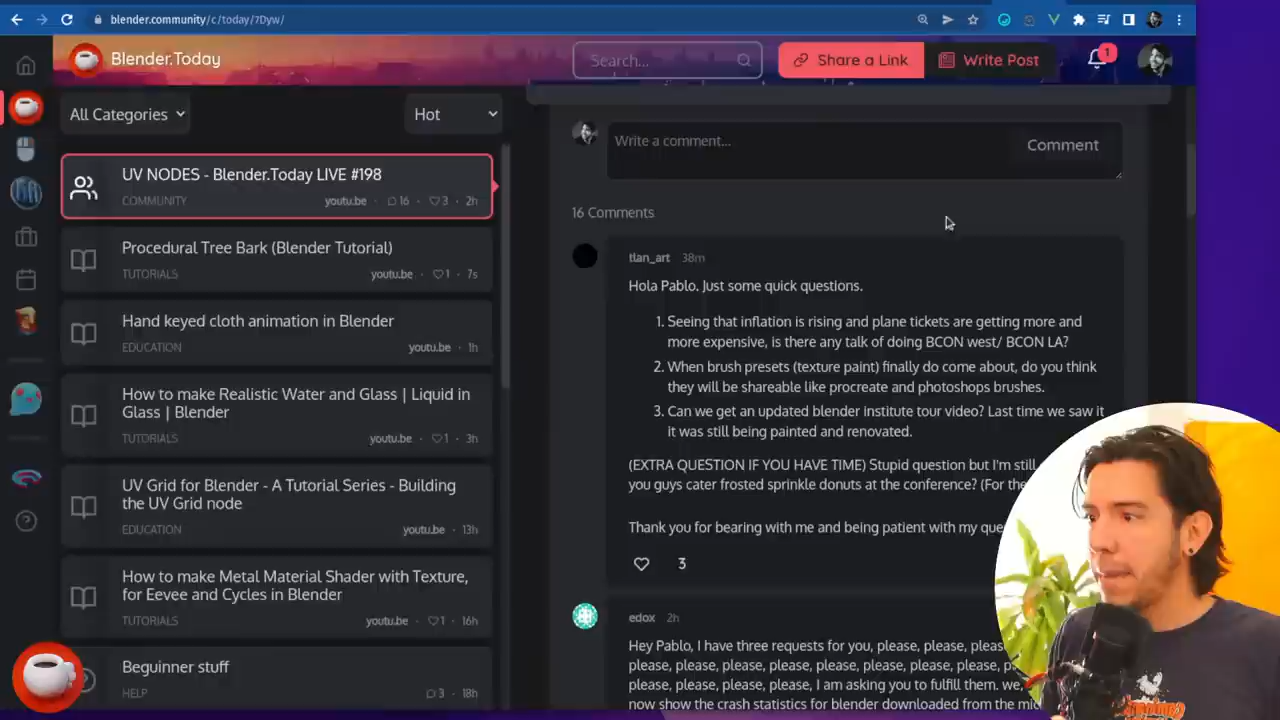 blender.community/c/today/7Dyw/
Blender.Today
Search...
Share a Link
Write Post
1
All Categories
Hot
UV NODES - Blender.Today LIVE #198
COMMUNITY
youtu.be · 16 · 3 · 2h
Procedural Tree Bark (Blender Tutorial)
TUTORIALS
youtu.be · 1 · 7s
Hand keyed cloth animation in Blender
EDUCATION
youtu.be · 1h
How to make Realistic Water and Glass | Liquid in
Glass | Blender
TUTORIALS
youtu.be · 1 · 3h
UV Grid for Blender - A Tutorial Series - Building
the UV Grid node
EDUCATION
youtu.be · 13h
How to make Metal Material Shader with Texture,
for Eevee and Cycles in Blender
TUTORIALS
youtu.be · 1 · 16h
Beguinner stuff
HELP
3 · 18h
Write a comment...
Comment
16 Comments
tlan_art 38m
Hola Pablo. Just some quick questions.
1. Seeing that inflation is rising and plane tickets are getting more and
more expensive, is there any talk of doing BCON west/ BCON LA?
2. When brush presets (texture paint) finally do come about, do you think
they will be shareable like procreate and photoshops brushes.
3. Can we get an updated blender institute tour video? Last time we saw it
it was still being painted and renovated.
(EXTRA QUESTION IF YOU HAVE TIME) Stupid question but I'm still
you guys cater frosted sprinkle donuts at the conference? (For the
Thank you for bearing with me and being patient with my que
3
edox 2h
Hey Pablo, I have three requests for you, please, please, pleas
please, please, please, please, please, please, please, please, p
please, please, please, please, I am asking you to fulfill them. we,
now show the crash statistics for blender downloaded from the mic